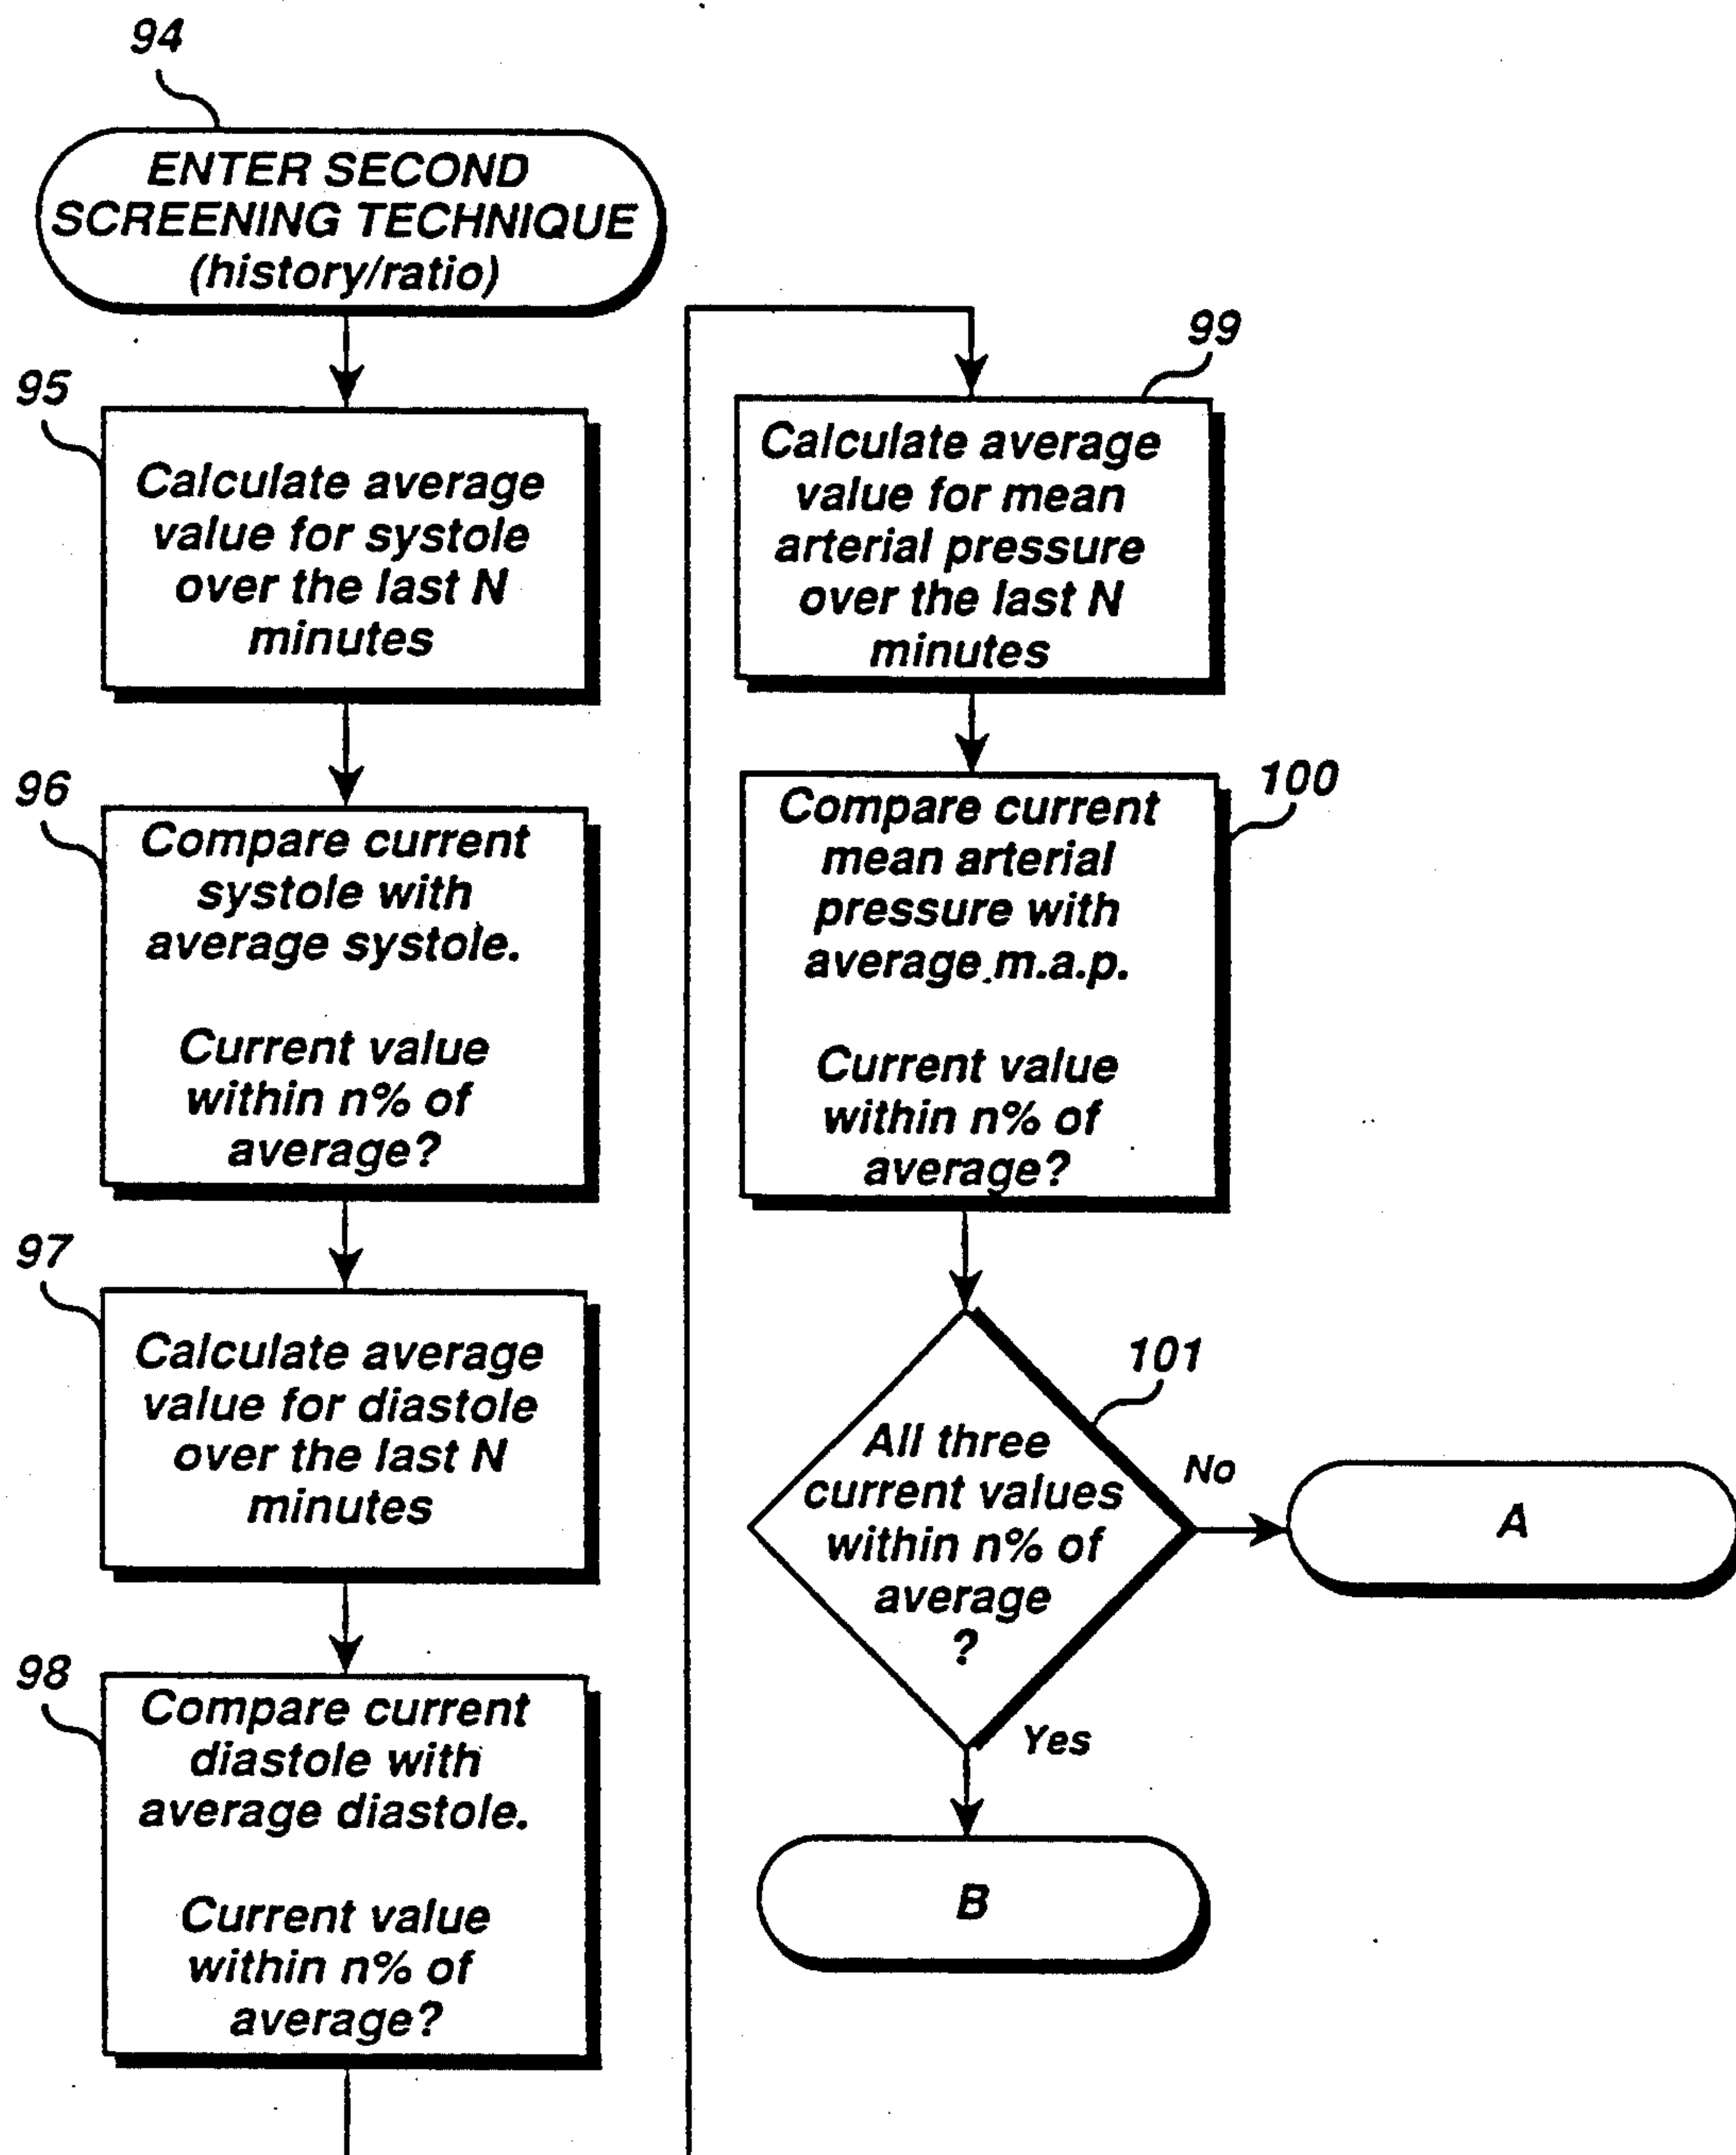 94
ENTER SECOND
SCREENING TECHNIQUE
(history/ratio)
95
Calculate average
value for systole
over the last N
minutes
96
Compare current
systole with
average systole.
Current value
within n% of
average?
97
Calculate average
value for diastole
over the last N
minutes
98
Compare current
diastole with
average diastole.
Current value
within n% of
average?
99
Calculate average
value for mean
arterial pressure
over the last N
minutes
100
Compare current
mean arterial
pressure with
average m.a.p.
Current value
within n% of
average?
101
All three
current values
within n% of
average
?
No
A
Yes
B